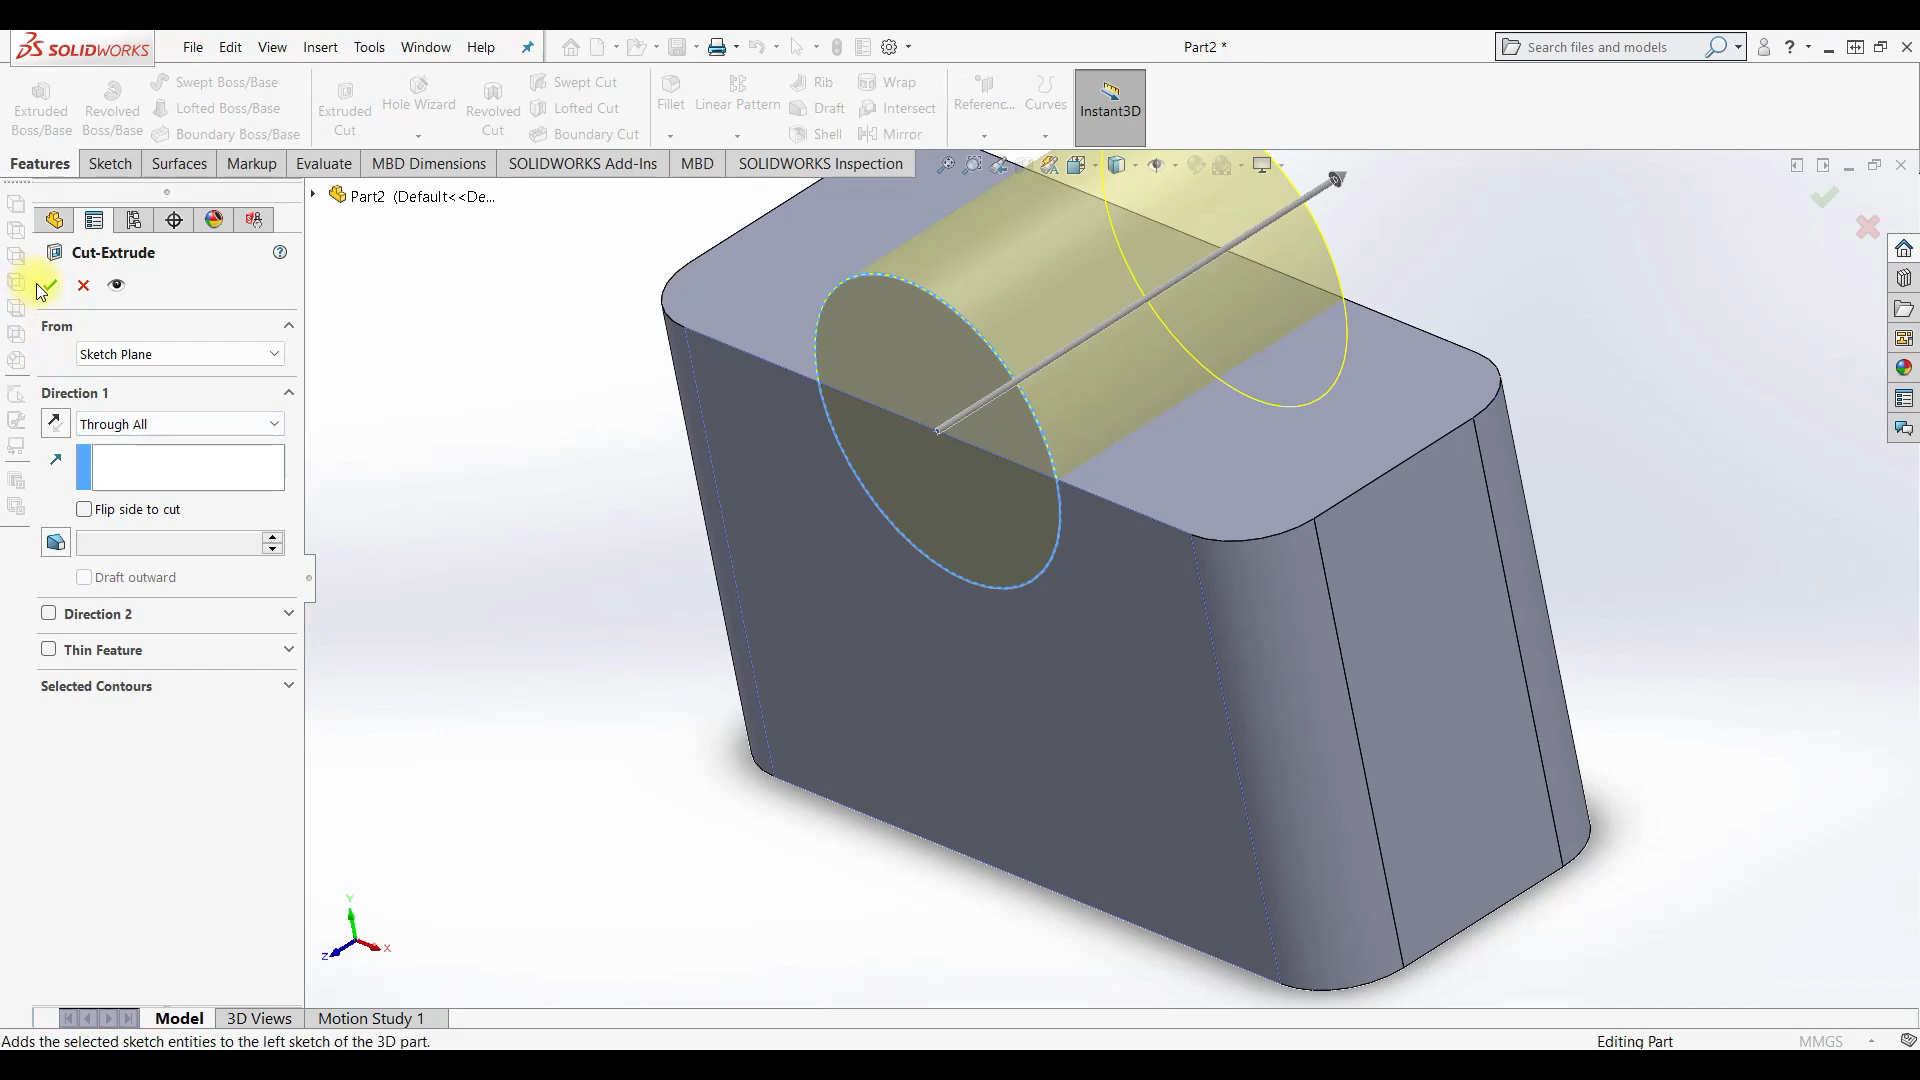 SOLIDWORKS File Edit View Insert Tools Window Help Part2 * Search files and models ?
Extruded Boss/Base
Revolved Boss/Base
Swept Boss/Base
Lofted Boss/Base
Boundary Boss/Base
Extruded Cut
Hole Wizard
Revolved Cut
Swept Cut
Lofted Cut
Boundary Cut
Fillet
Linear Pattern
Rib
Draft
Shell
Wrap
Intersect
Mirror
Referenc...
Curves
Instant3D
Features Sketch Surfaces Markup Evaluate MBD Dimensions SOLIDWORKS Add-Ins MBD SOLIDWORKS Inspection
Part2 (Default<<De...
Cut-Extrude ?
From
Sketch Plane
Direction 1
Through All
Flip side to cut
Draft outward
Direction 2
Thin Feature
Selected Contours
Y
X
Z
Model 3D Views Motion Study 1
Adds the selected sketch entities to the left sketch of the 3D part. Editing Part MMGS